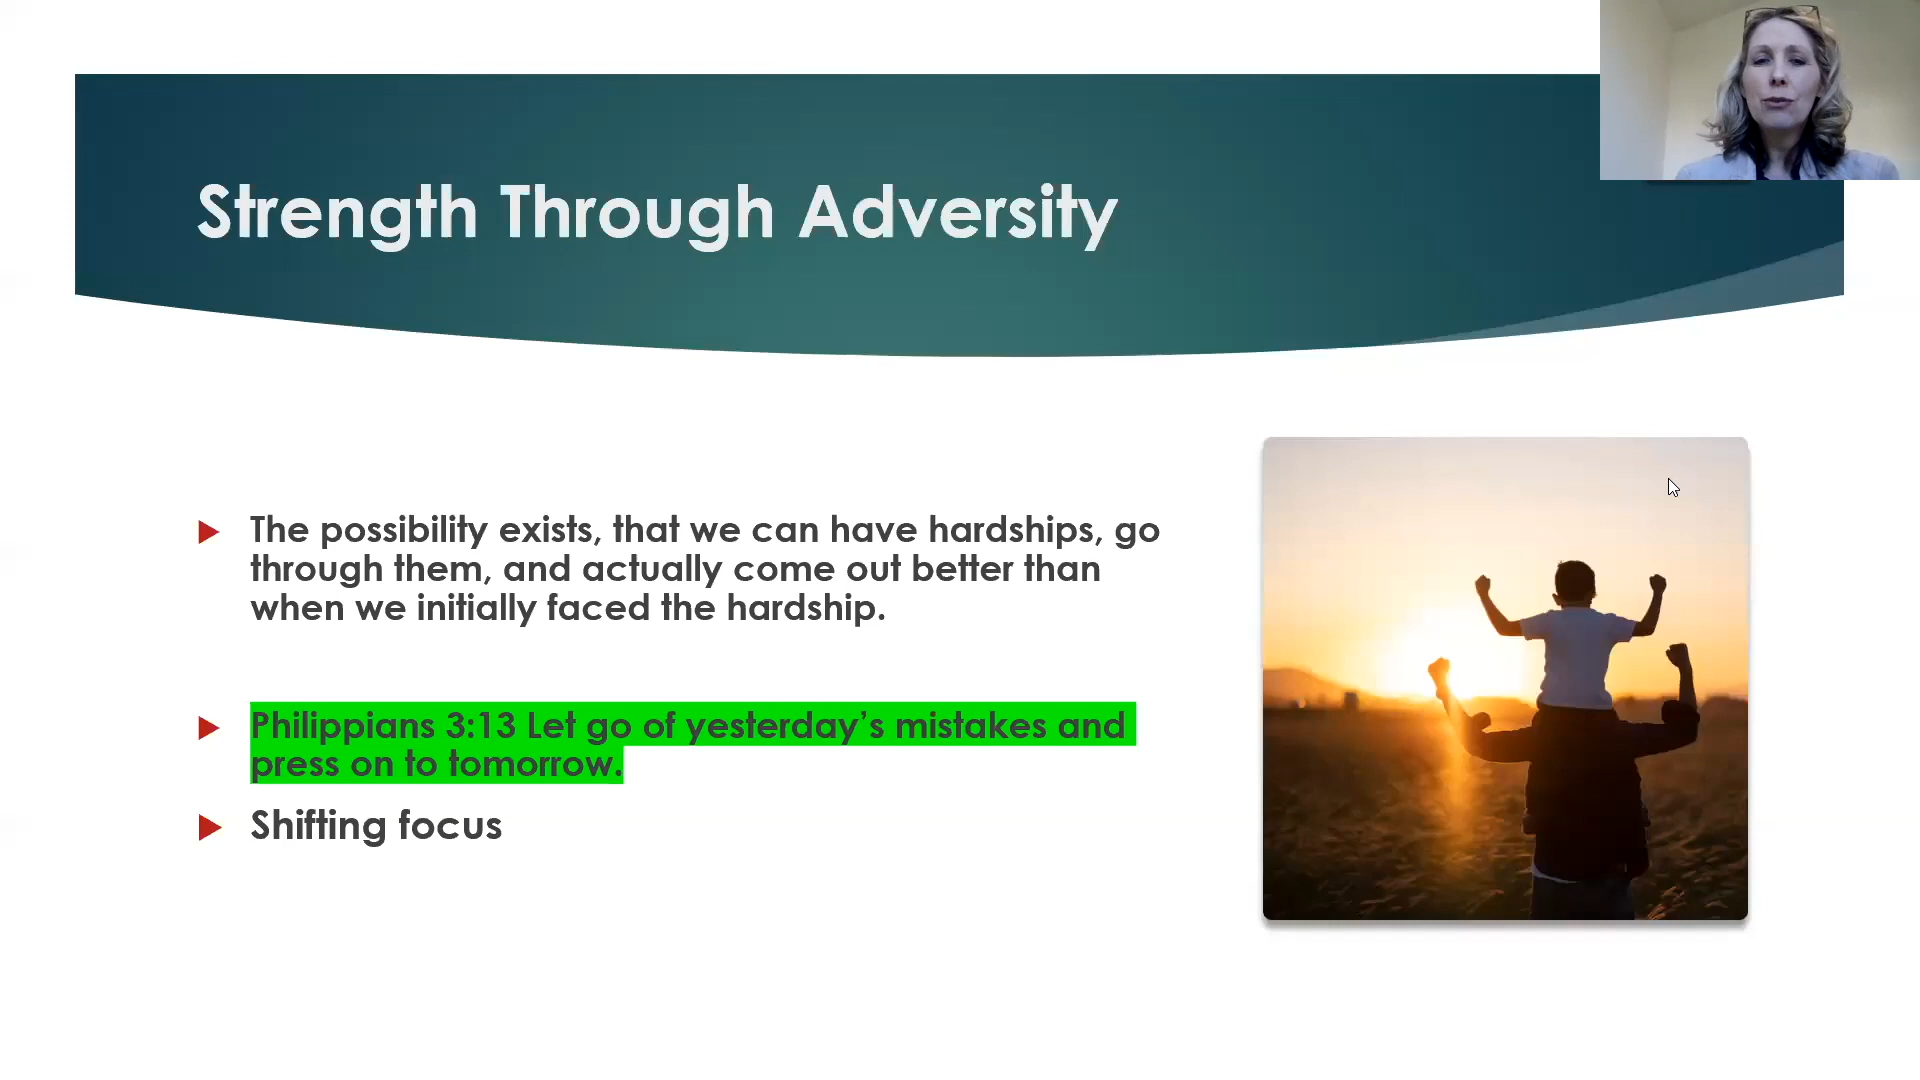 Strength Through Adversity
The possibility exists, that we can have hardships, go
through them, and actually come out better than
when we initially faced the hardship.
Philippians 3:13 Let go of yesterday’s mistakes and
press on to tomorrow.
Shifting focus